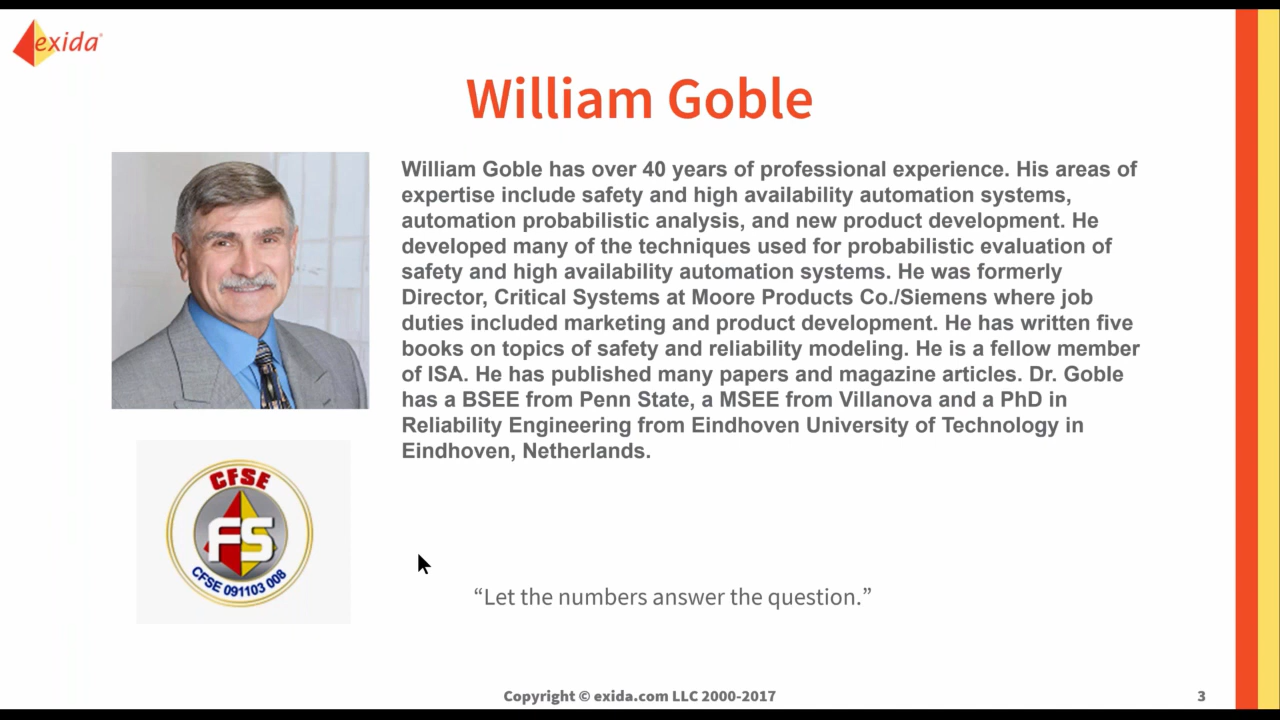 exida
William Goble
William Goble has over 40 years of professional experience. His areas of
expertise include safety and high availability automation systems,
automation probabilistic analysis, and new product development. He
developed many of the techniques used for probabilistic evaluation of
safety and high availability automation systems. He was formerly
Director, Critical Systems at Moore Products Co./Siemens where job
duties included marketing and product development. He has written five
books on topics of safety and reliability modeling. He is a fellow member
of ISA. He has published many papers and magazine articles. Dr. Goble
has a BSEE from Penn State, a MSEE from Villanova and a PhD in
Reliability Engineering from Eindhoven University of Technology in
Eindhoven, Netherlands.
CFSE
FS
CFSE 091103 008
“Let the numbers answer the question.”
Copyright © exida.com LLC 2000-2017
3